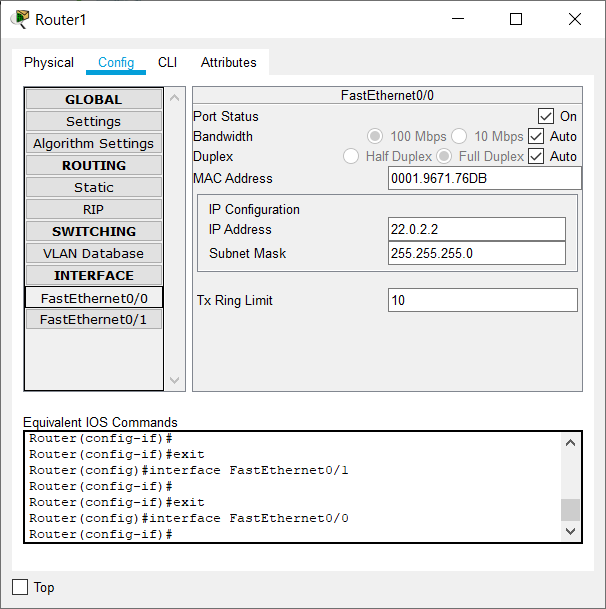 Router1
Physical Config CLI Attributes
GLOBAL
Settings
Algorithm Settings
ROUTING
Static
RIP
SWITCHING
VLAN Database
INTERFACE
FastEthernet0/0
FastEthernet0/1
FastEthernet0/0
Port Status On
Bandwidth 100 Mbps 10 Mbps Auto
Duplex Half Duplex Full Duplex Auto
MAC Address 0001.9671.76DB
IP Configuration
IP Address 22.0.2.2
Subnet Mask 255.255.255.0
Tx Ring Limit 10
Equivalent IOS Commands
Router(config-if)#
Router(config-if)#exit
Router(config)#interface FastEthernet0/1
Router(config-if)#
Router(config-if)#exit
Router(config)#interface FastEthernet0/0
Router(config-if)#
Top